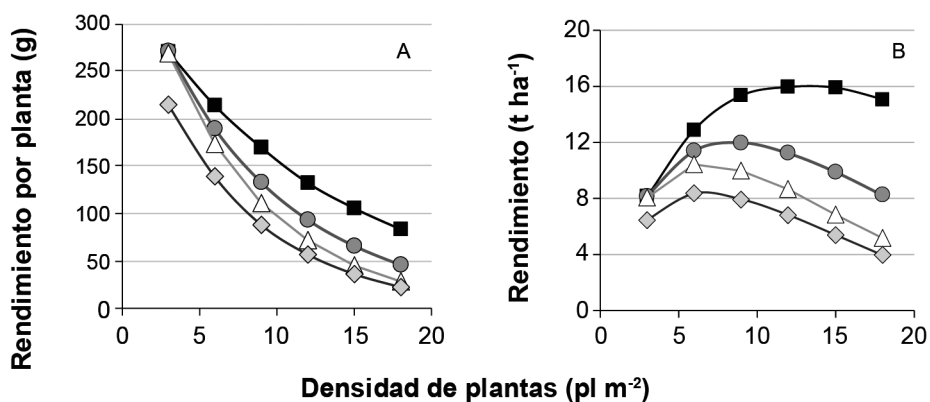 Rendimiento por planta (g)
300
250
200
150
100
50
0
0 5 10 15 20
A
Rendimiento (t ha-1)
20
16
12
8
4
0
0 5 10 15 20
B
Densidad de plantas (pl m-2)